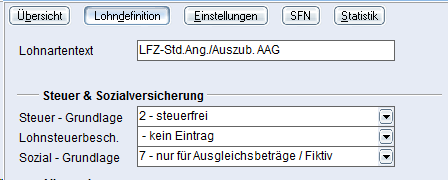 Übersicht Lohndefinition Einstellungen SFN Statistik
Lohnartentext LFZ-Std.Ang./Auszub. AAG
Steuer & Sozialversicherung
Steuer - Grundlage 2 - steuerfrei
Lohnsteuerbesch. - kein Eintrag
Sozial - Grundlage 7 - nur für Ausgleichsbeträge / Fiktiv